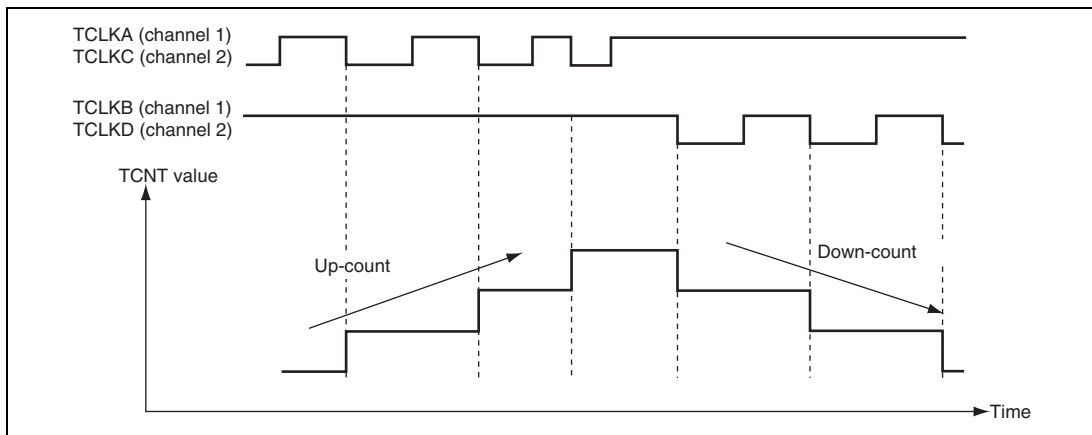 TCLKA (channel 1)
TCLKC (channel 2)
TCLKB (channel 1)
TCLKD (channel 2)
TCNT value
Up-count
Down-count
Time